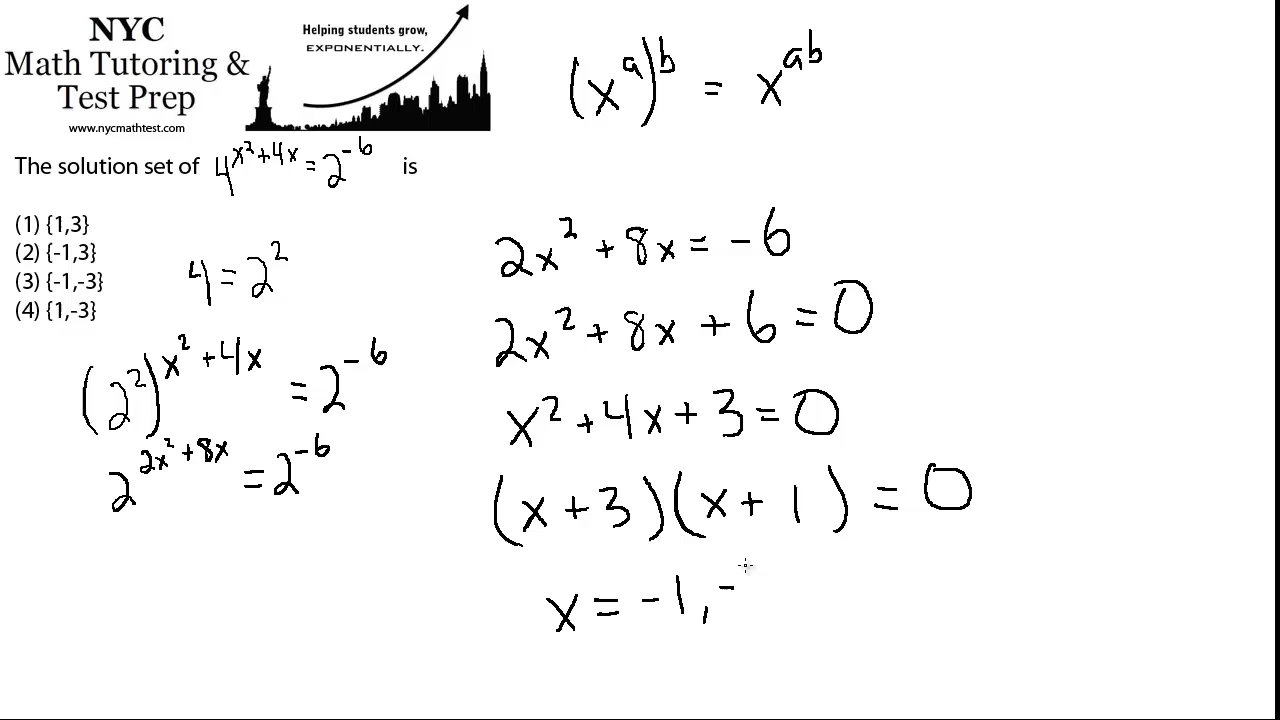 NYC
Math Tutoring &
Test Prep
www.nycmathtest.com
Helping students grow,
EXPONENTIALLY.
(x^a)^b = x^{ab}
The solution set of 4^{x²+4x} = 2^{-6} is
(1) {1,3}
(2) {-1,3}
(3) {-1,-3}
(4) {1,-3}
4 = 2²
(2²)^{x²+4x} = 2^{-6}
2^{2x²+8x} = 2^{-6}
2x² + 8x = -6
2x² + 8x + 6 = 0
x² + 4x + 3 = 0
(x + 3)(x + 1) = 0
x = -1, -